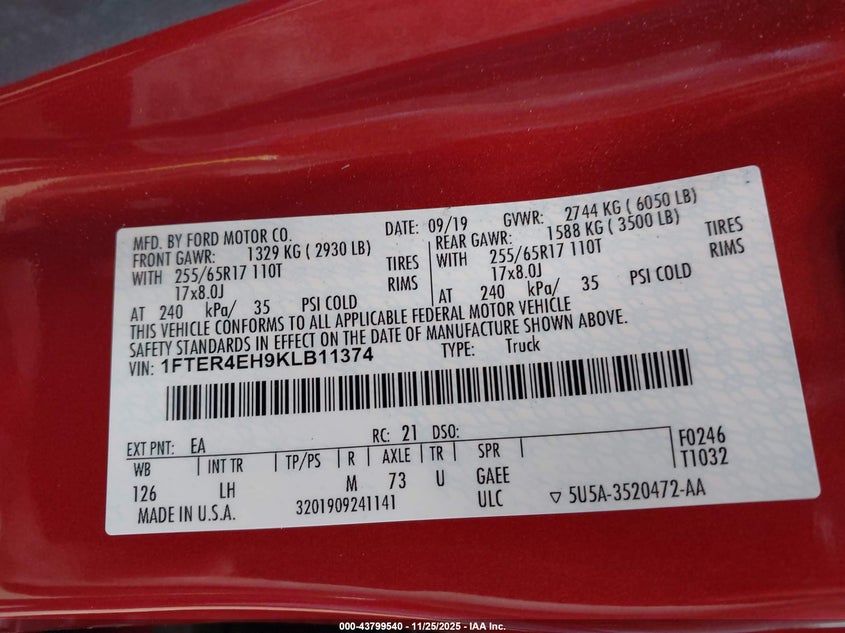 MFD. BY FORD MOTOR CO.
DATE: 09/19 GVWR: 2744 KG ( 6050 LB)
FRONT GAWR: 1329 KG ( 2930 LB)
REAR GAWR: 1588 KG ( 3500 LB)
WITH 255/65R17 110T TIRES
WITH 255/65R17 110T TIRES
17x8.0J RIMS
17x8.0J RIMS
AT 240 kPa/ 35 PSI COLD
AT 240 kPa/ 35 PSI COLD
THIS VEHICLE CONFORMS TO ALL APPLICABLE FEDERAL MOTOR VEHICLE
SAFETY STANDARDS IN EFFECT ON THE DATE OF MANUFACTURE SHOWN ABOVE.
VIN: 1FTER4EH9KLB11374 TYPE: Truck
EXT PNT: EA RC: 21 DSO:
WB INT TR TP/PS R AXLE TR SPR F0246
126 LH M 73 U GAEE T1032
MADE IN U.S.A. 3201909241141 ULC ▽ 5U5A-3520472-AA
000-43799540 - 11/25/2025 - IAA Inc.